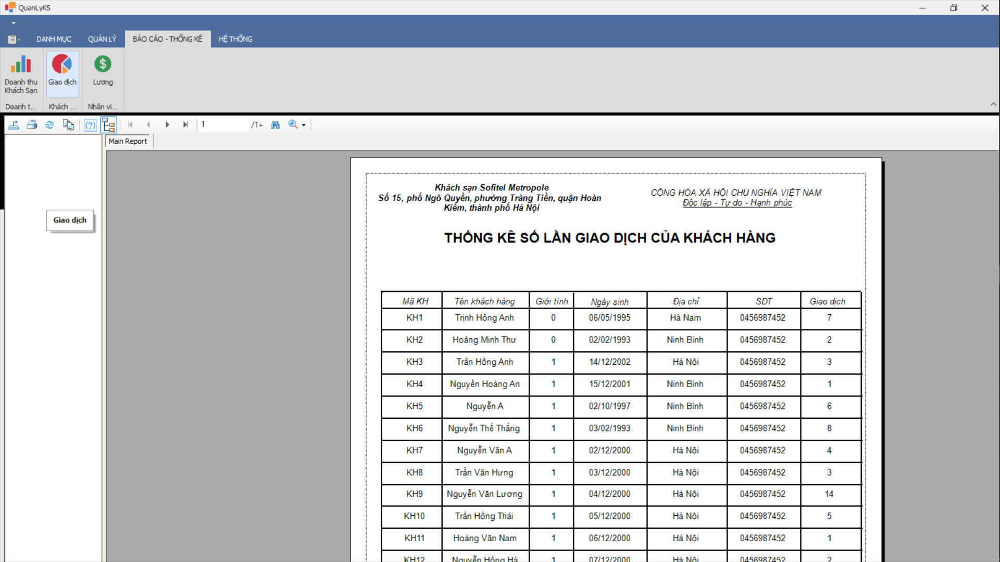 QuanLyKS
DANH MỤC QUẢN LÝ BÁO CÁO - THỐNG KÊ HỆ THỐNG
Doanh thu Khách Sạn
Giao dịch
Lương
Doanh t... Khách ... Nhân vi...
1 /1+
Main Report
Giao dịch
Khách sạn Sofitel Metropole
Số 15, phố Ngô Quyền, phường Tràng Tiền, quận Hoàn
Kiếm, thành phố Hà Nội
CỘNG HÒA XÃ HỘI CHỦ NGHĨA VIỆT NAM
Độc lập - Tự do - Hạnh phúc
THỐNG KÊ SỐ LẦN GIAO DỊCH CỦA KHÁCH HÀNG
Mã KH Tên khách hàng Giới tính Ngày sinh Địa chỉ SDT Giao dịch
KH1 Trịnh Hồng Anh 0 06/05/1995 Hà Nam 0456987452 7
KH2 Hoàng Minh Thư 0 02/02/1993 Ninh Bình 0456987452 2
KH3 Trần Hồng Anh 1 14/12/2002 Hà Nội 0456987452 3
KH4 Nguyễn Hoàng An 1 15/12/2001 Ninh Bình 0456987452 1
KH5 Nguyễn A 1 02/10/1997 Ninh Bình 0456987452 6
KH6 Nguyễn Thế Thắng 1 03/02/1993 Ninh Bình 0456987452 8
KH7 Nguyễn Văn A 1 02/12/2000 Hà Nội 0456987452 4
KH8 Trần Văn Hưng 1 03/12/2000 Hà Nội 0456987452 3
KH9 Nguyễn Văn Lương 1 04/12/2000 Hà Nội 0456987452 14
KH10 Trần Hồng Thái 1 05/12/2000 Hà Nội 0456987452 5
KH11 Hoàng Văn Nam 1 06/12/2000 Hà Nội 0456987452 1
KH12 Nguyễn Hồng Hà 1 07/12/2000 Hà Nội 0456987452 2